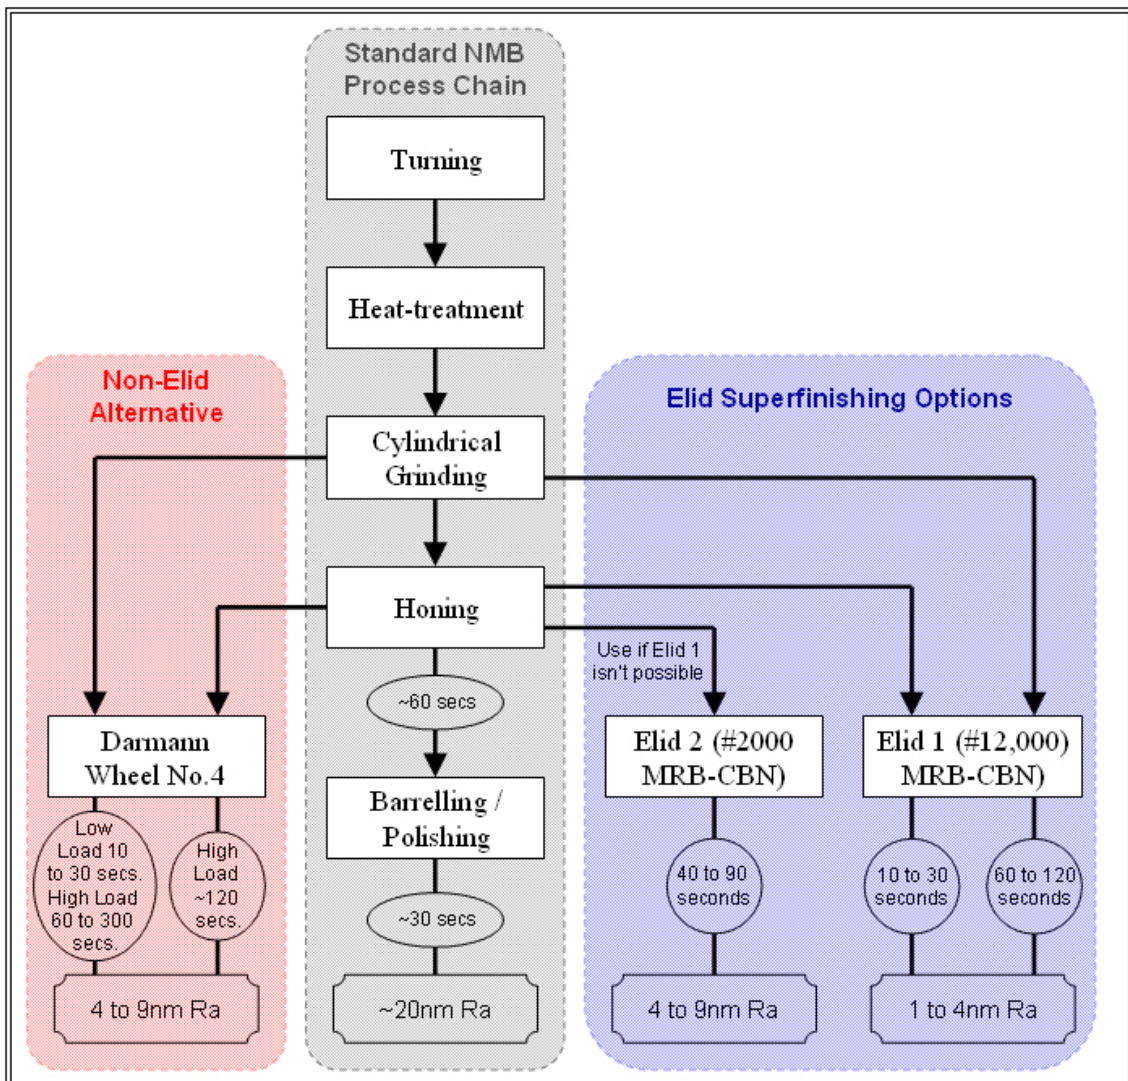 Standard NMB
Process Chain
Turning
Heat-treatment
Non-Elid
Alternative
Elid Superfinishing Options
Cylindrical
Grinding
Honing
Use if Elid 1
isn't possible
~60 secs
Darmann
Wheel No.4
Elid 2 (#2000
MRB-CBN)
Elid 1 (#12,000)
MRB-CBN)
Barrelling /
Polishing
Low
Load 10
to 30 secs.
High Load
60 to 300
secs.
High
Load
~120
secs.
~30 secs
40 to 90
seconds
10 to 30
seconds
60 to 120
seconds
4 to 9nm Ra
~20nm Ra
4 to 9nm Ra
1 to 4nm Ra